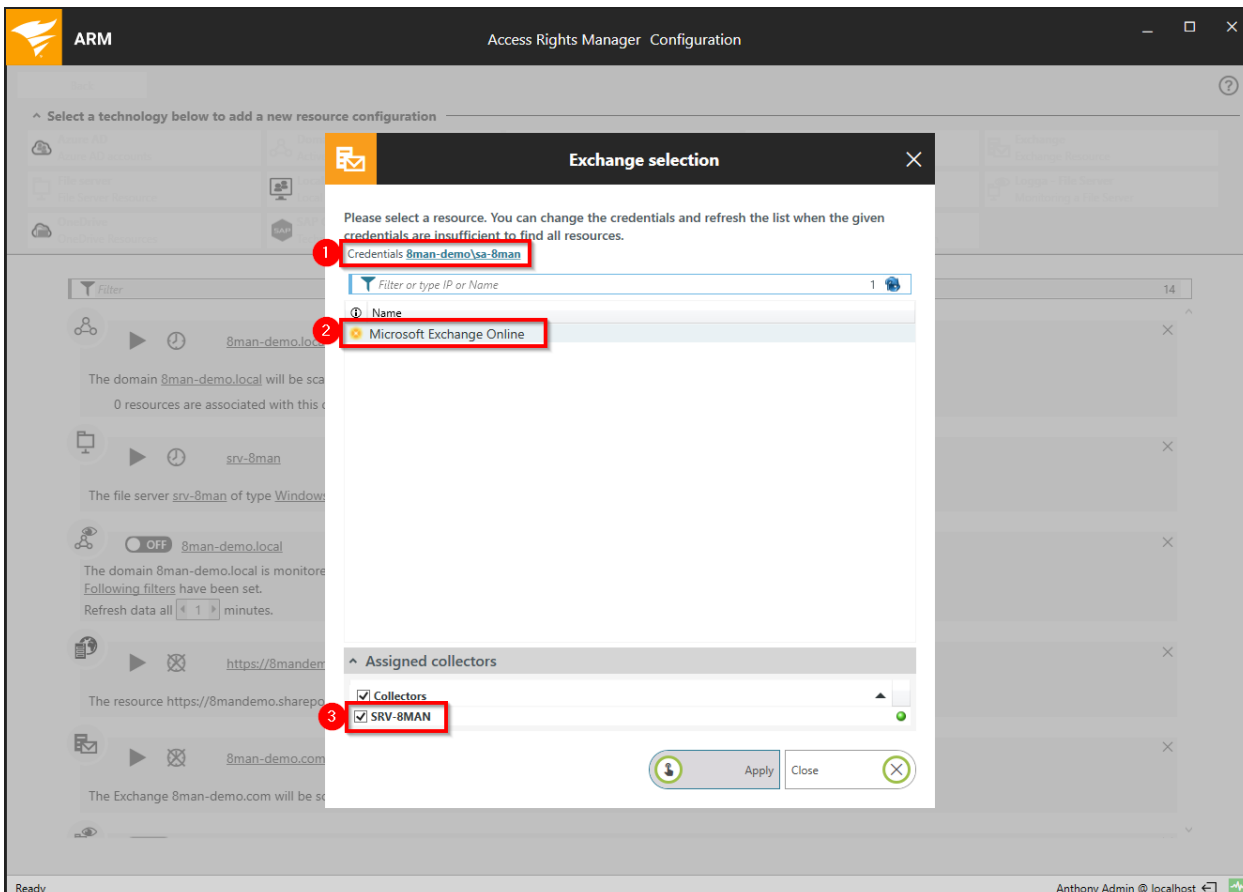 ARM
Access Rights Manager Configuration
Select a technology below to add a new resource configuration
SAP
Exchange selection
Please select a resource. You can change the credentials and refresh the list when the given
credentials are insufficient to find all resources.
1
Credentials 8man-demo\sa-8man
Filter or type IP or Name
1
Name
2
Microsoft Exchange Online
Assigned collectors
Collectors
3
SRV-8MAN
Apply
Close
Filter
14
8man-demo.loc
The domain 8man-demo.local will be sca
0 resources are associated with this
srv-8man
The file server srv-8man of type Windows
OFF
8man-demo.local
The domain 8man-demo.local is monitore
Following filters have been set.
Refresh data all 1 minutes.
https://8mandem
The resource https://8mandemo.sharepo
8man-demo.com
The Exchange 8man-demo.com will be sc
Ready
Anthony Admin @ localhost